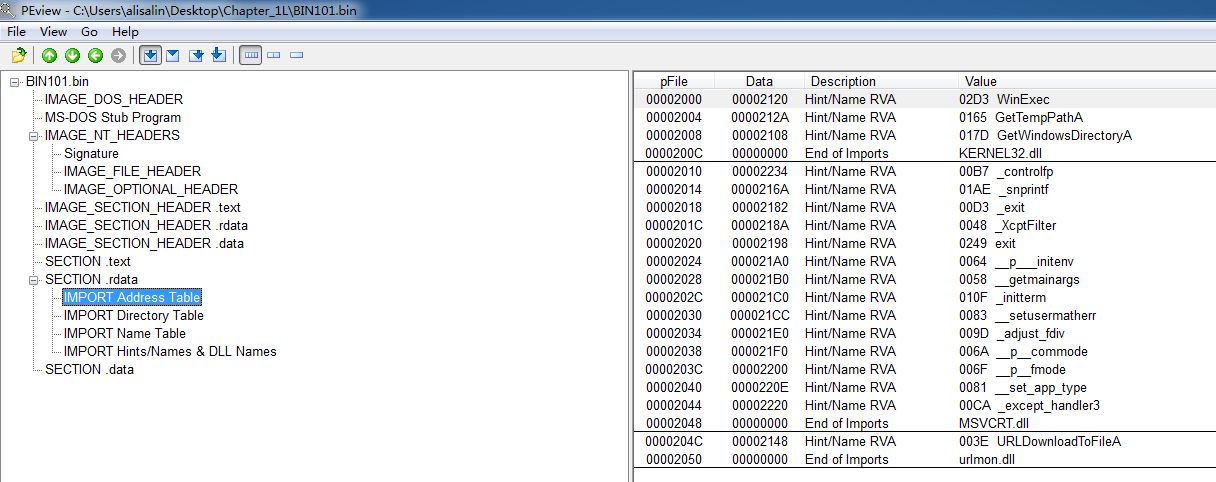 PEview - C:\Users\alisalin\Desktop\Chapter_1L\BIN101.bin
File View Go Help
BIN101.bin
IMAGE_DOS_HEADER
MS-DOS Stub Program
IMAGE_NT_HEADERS
Signature
IMAGE_FILE_HEADER
IMAGE_OPTIONAL_HEADER
IMAGE_SECTION_HEADER .text
IMAGE_SECTION_HEADER .rdata
IMAGE_SECTION_HEADER .data
SECTION .text
SECTION .rdata
IMPORT Address Table
IMPORT Directory Table
IMPORT Name Table
IMPORT Hints/Names & DLL Names
SECTION .data
pFile Data Description Value
00002000 00002120 Hint/Name RVA 02D3 WinExec
00002004 0000212A Hint/Name RVA 0165 GetTempPathA
00002008 00002108 Hint/Name RVA 017D GetWindowsDirectoryA
0000200C 00000000 End of Imports KERNEL32.dll
00002010 00002234 Hint/Name RVA 00B7 _controlfp
00002014 0000216A Hint/Name RVA 01AE _snprintf
00002018 00002182 Hint/Name RVA 00D3 _exit
0000201C 0000218A Hint/Name RVA 0048 _XcptFilter
00002020 00002198 Hint/Name RVA 0249 exit
00002024 000021A0 Hint/Name RVA 0064 __p___initenv
00002028 000021B0 Hint/Name RVA 0058 __getmainargs
0000202C 000021C0 Hint/Name RVA 010F _initterm
00002030 000021CC Hint/Name RVA 0083 __setusermatherr
00002034 000021E0 Hint/Name RVA 009D _adjust_fdiv
00002038 000021F0 Hint/Name RVA 006A __p__commode
0000203C 00002200 Hint/Name RVA 006F __p__fmode
00002040 0000220E Hint/Name RVA 0081 __set_app_type
00002044 00002220 Hint/Name RVA 00CA _except_handler3
00002048 00000000 End of Imports MSVCRT.dll
0000204C 00002148 Hint/Name RVA 003E URLDownloadToFileA
00002050 00000000 End of Imports urlmon.dll